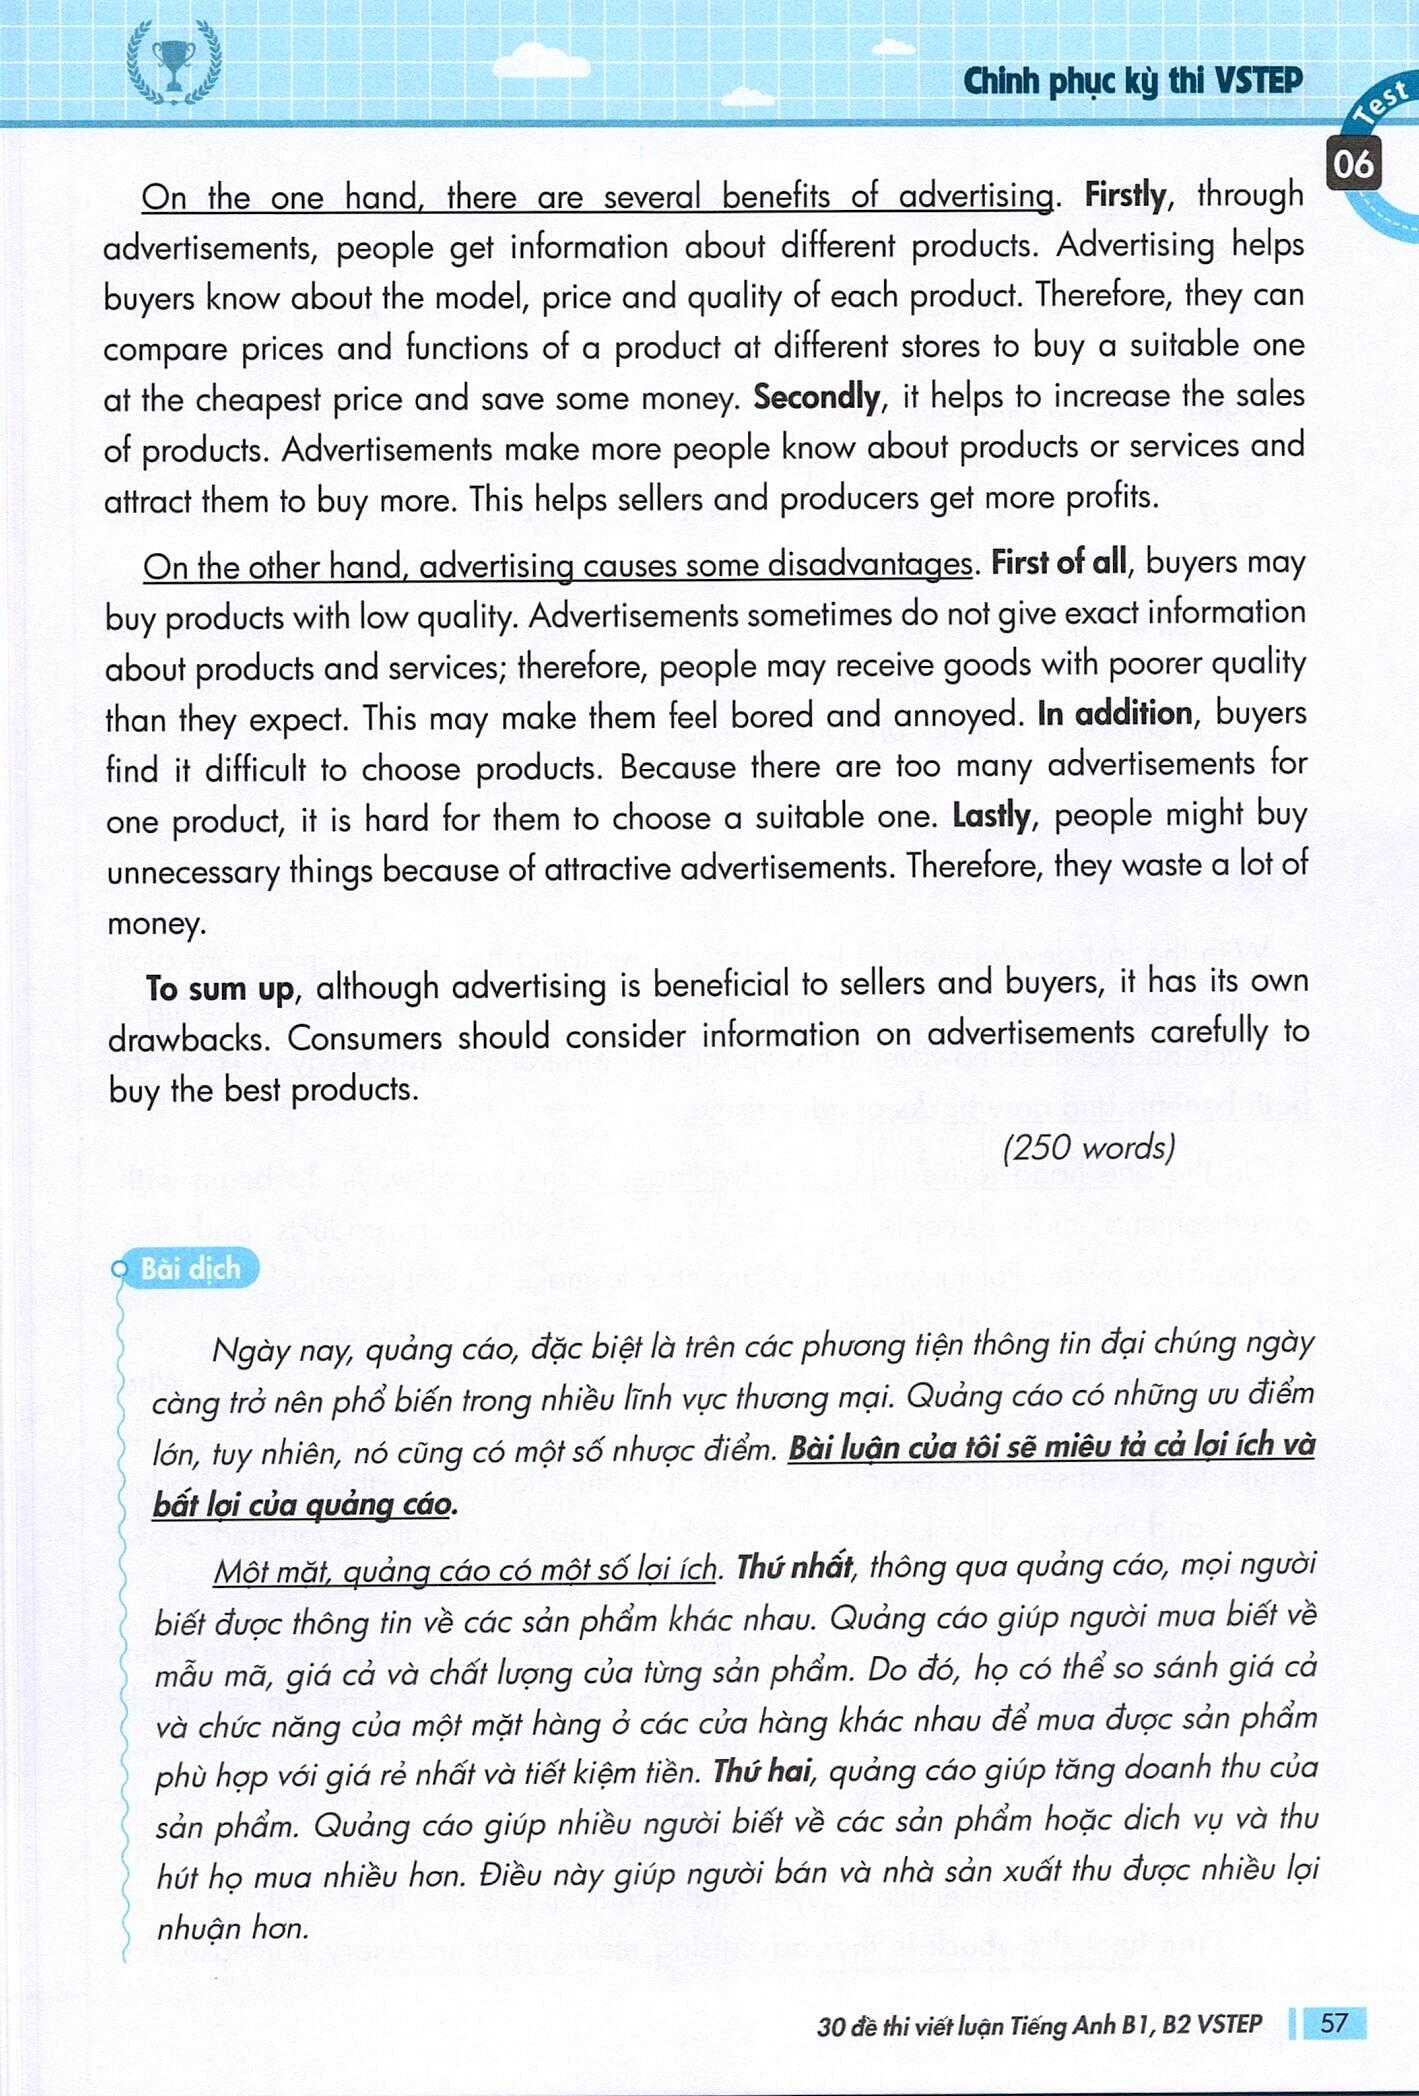 Chinh phục kỳ thi VSTEP
Test
06
On the one hand, there are several benefits of advertising. Firstly, through
advertisements, people get information about different products. Advertising helps
buyers know about the model, price and quality of each product. Therefore, they can
compare prices and functions of a product at different stores to buy a suitable one
at the cheapest price and save some money. Secondly, it helps to increase the sales
of products. Advertisements make more people know about products or services and
attract them to buy more. This helps sellers and producers get more profits.
On the other hand, advertising causes some disadvantages. First of all, buyers may
buy products with low quality. Advertisements sometimes do not give exact information
about products and services; therefore, people may receive goods with poorer quality
than they expect. This may make them feel bored and annoyed. In addition, buyers
find it difficult to choose products. Because there are too many advertisements for
one product, it is hard for them to choose a suitable one. Lastly, people might buy
unnecessary things because of attractive advertisements. Therefore, they waste a lot of
money.
To sum up, although advertising is beneficial to sellers and buyers, it has its own
drawbacks. Consumers should consider information on advertisements carefully to
buy the best products.
(250 words)
Bài dịch
Ngày nay, quảng cáo, đặc biệt là trên các phương tiện thông tin đại chúng ngày
càng trở nên phổ biến trong nhiều lĩnh vực thương mại. Quảng cáo có những ưu điểm
lớn, tuy nhiên, nó cũng có một số nhược điểm. Bài luận của tôi sẽ miêu tả cả lợi ích và
bất lợi của quảng cáo.
Một mặt, quảng cáo có một số lợi ích. Thứ nhất, thông qua quảng cáo, mọi người
biết được thông tin về các sản phẩm khác nhau. Quảng cáo giúp người mua biết về
mẫu mã, giá cả và chất lượng của từng sản phẩm. Do đó, họ có thể so sánh giá cả
và chức năng của một mặt hàng ở các cửa hàng khác nhau để mua được sản phẩm
phù hợp với giá rẻ nhất và tiết kiệm tiền. Thứ hai, quảng cáo giúp tăng doanh thu của
sản phẩm. Quảng cáo giúp nhiều người biết về các sản phẩm hoặc dich vụ và thu
hút họ mua nhiều hơn. Điều này giúp người bán và nhà sản xuất thu được nhiều lợi
nhuận hơn.
30 đề thi viết luận Tiếng Anh B1, B2 VSTEP 57